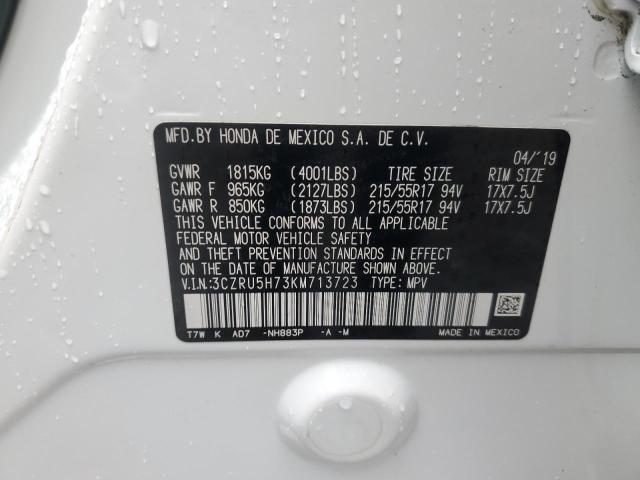 MFD.BY HONDA DE MEXICO S.A. DE C.V.
04/'19
GVWR 1815KG (4001LBS) TIRE SIZE RIM SIZE
GAWR F 965KG (2127LBS) 215/55R17 94V 17X7.5J
GAWR R 850KG (1873LBS) 215/55R17 94V 17X7.5J
THIS VEHICLE CONFORMS TO ALL APPLICABLE
FEDERAL MOTOR VEHICLE SAFETY
AND THEFT PREVENTION STANDARDS
IN EFFECT ON THE DATE OF MANUFACTURE SHOWN ABOVE.
V.I.N:3CZRU5H73KM713723 TYPE: MPV
T7W K AD7 -NH883P -A -M MADE IN MEXICO